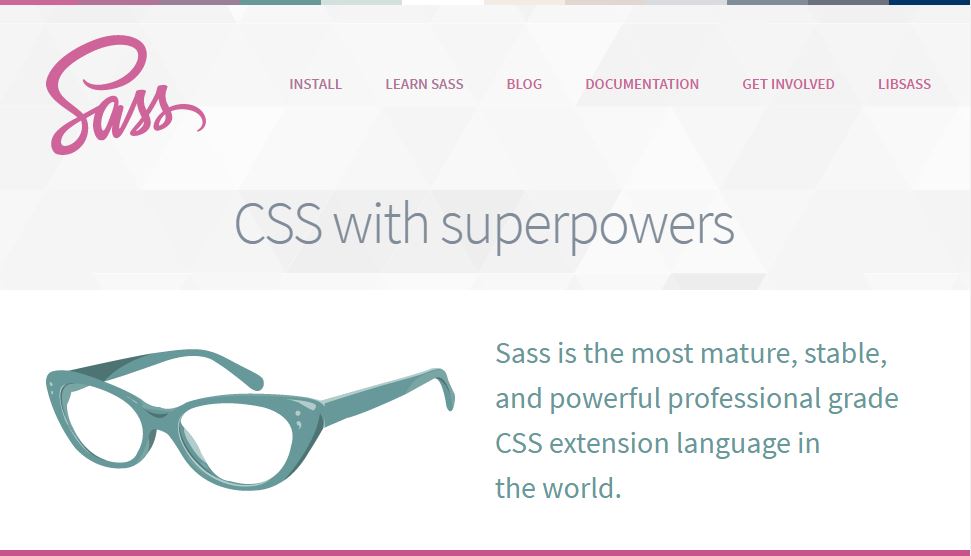 Sass
INSTALL LEARN SASS BLOG DOCUMENTATION GET INVOLVED LIBSASS
CSS with superpowers
Sass is the most mature, stable,
and powerful professional grade
CSS extension language in
the world.